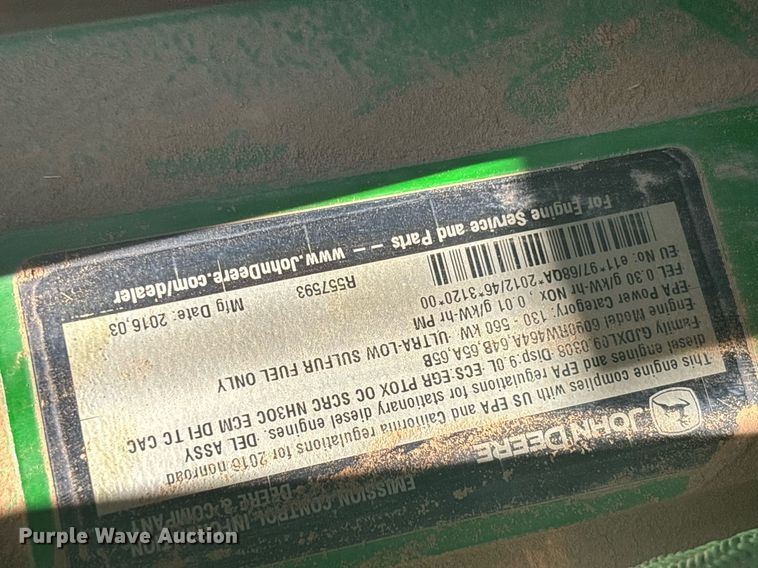 EMISSION CONTROL INFORMATION
DEERE & COMPANY
JOHN DEERE
This engine complies with US EPA and California regulations for 2016 nonroad
diesel engines and EPA regulations for stationary diesel engines. DEL ASSY
Family GJDXL09.0308 Disp.9.0L-ECS-EGR PTOX OC SCRC NH3OC ECM DFI TC CAC
Engine Model 6090RW464A,64B,65A,65B
EPA Power Category: 130 - 560 kW -ULTRA-LOW SULFUR FUEL ONLY
FEL 0.30 g/kW-hr NOx, 0.01 g/kW-hr PM
EU No: e11*97/68QA*2012/46*3120*00
R557593
Mfg Date: 2016,03
For Engine Service and Parts -- www.JohnDeere.com/dealer
Purple Wave Auction